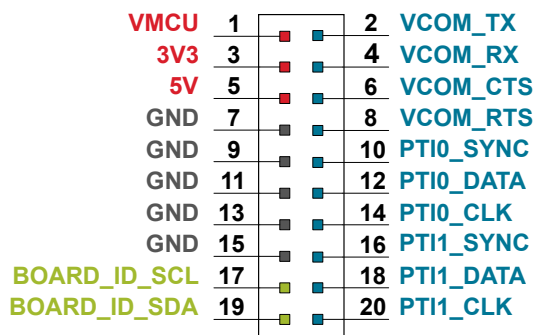 VMCU 1 2 VCOM_TX
3V3 3 4 VCOM_RX
5V 5 6 VCOM_CTS
GND 7 8 VCOM_RTS
GND 9 10 PTI0_SYNC
GND 11 12 PTI0_DATA
GND 13 14 PTI0_CLK
GND 15 16 PTI1_SYNC
BOARD_ID_SCL 17 18 PTI1_DATA
BOARD_ID_SDA 19 20 PTI1_CLK